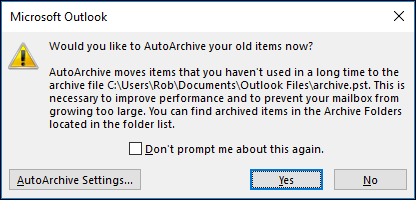 Microsoft Outlook
Would you like to AutoArchive your old items now?
AutoArchive moves items that you haven't used in a long time to the
archive file C:\Users\Rob\Documents\Outlook Files\archive.pst. This is
necessary to improve performance and to prevent your mailbox from
growing too large. You can find archived items in the Archive Folders
located in the folder list.
Don't prompt me about this again.
AutoArchive Settings... Yes No